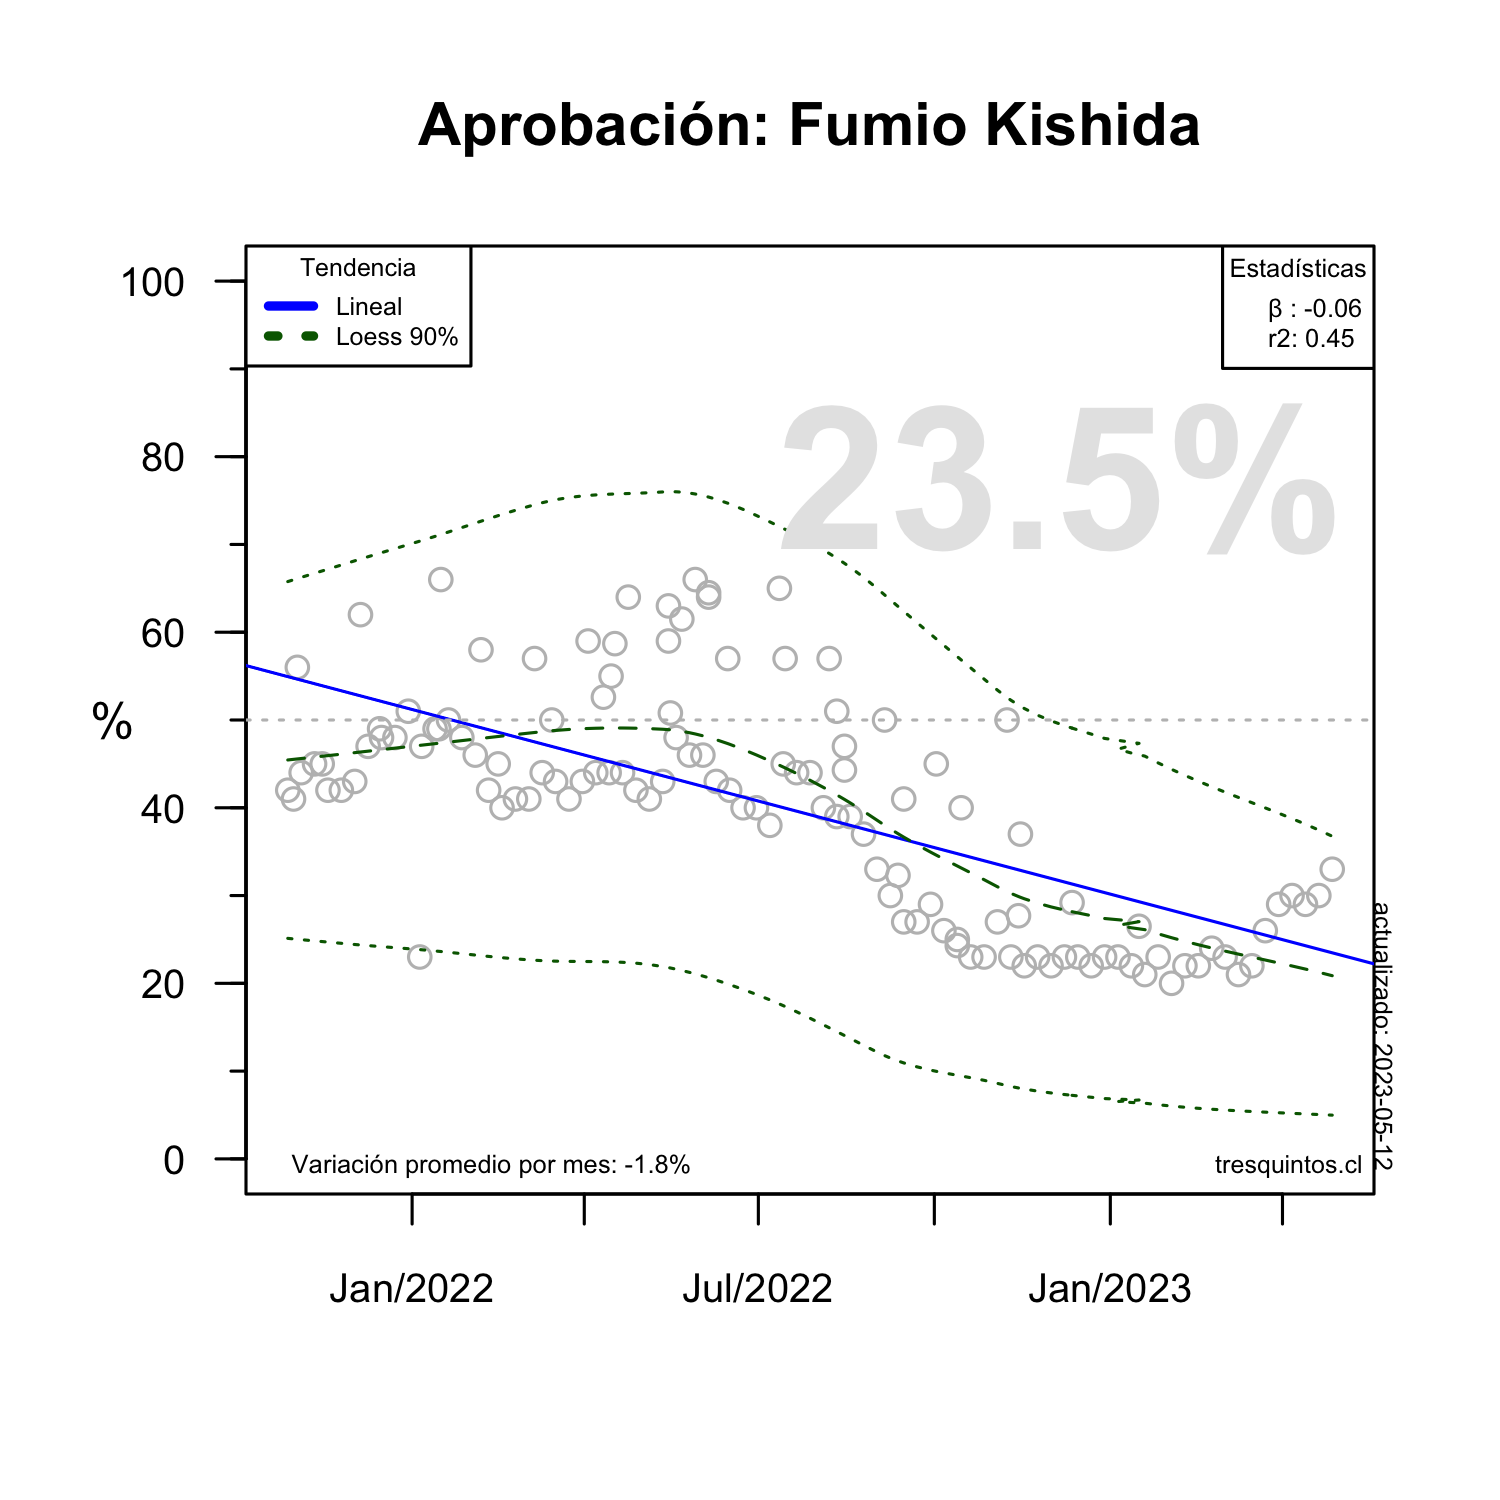 Aprobación: Fumio Kishida
Tendencia
Lineal
Loess 90%
Estadísticas
β : -0.06
r2: 0.45
23.5%
100
80
60
40
20
0
%
Variación promedio por mes: -1.8%
tresquintos.cl
actualizado: 2023-05-12
Jan/2022
Jul/2022
Jan/2023